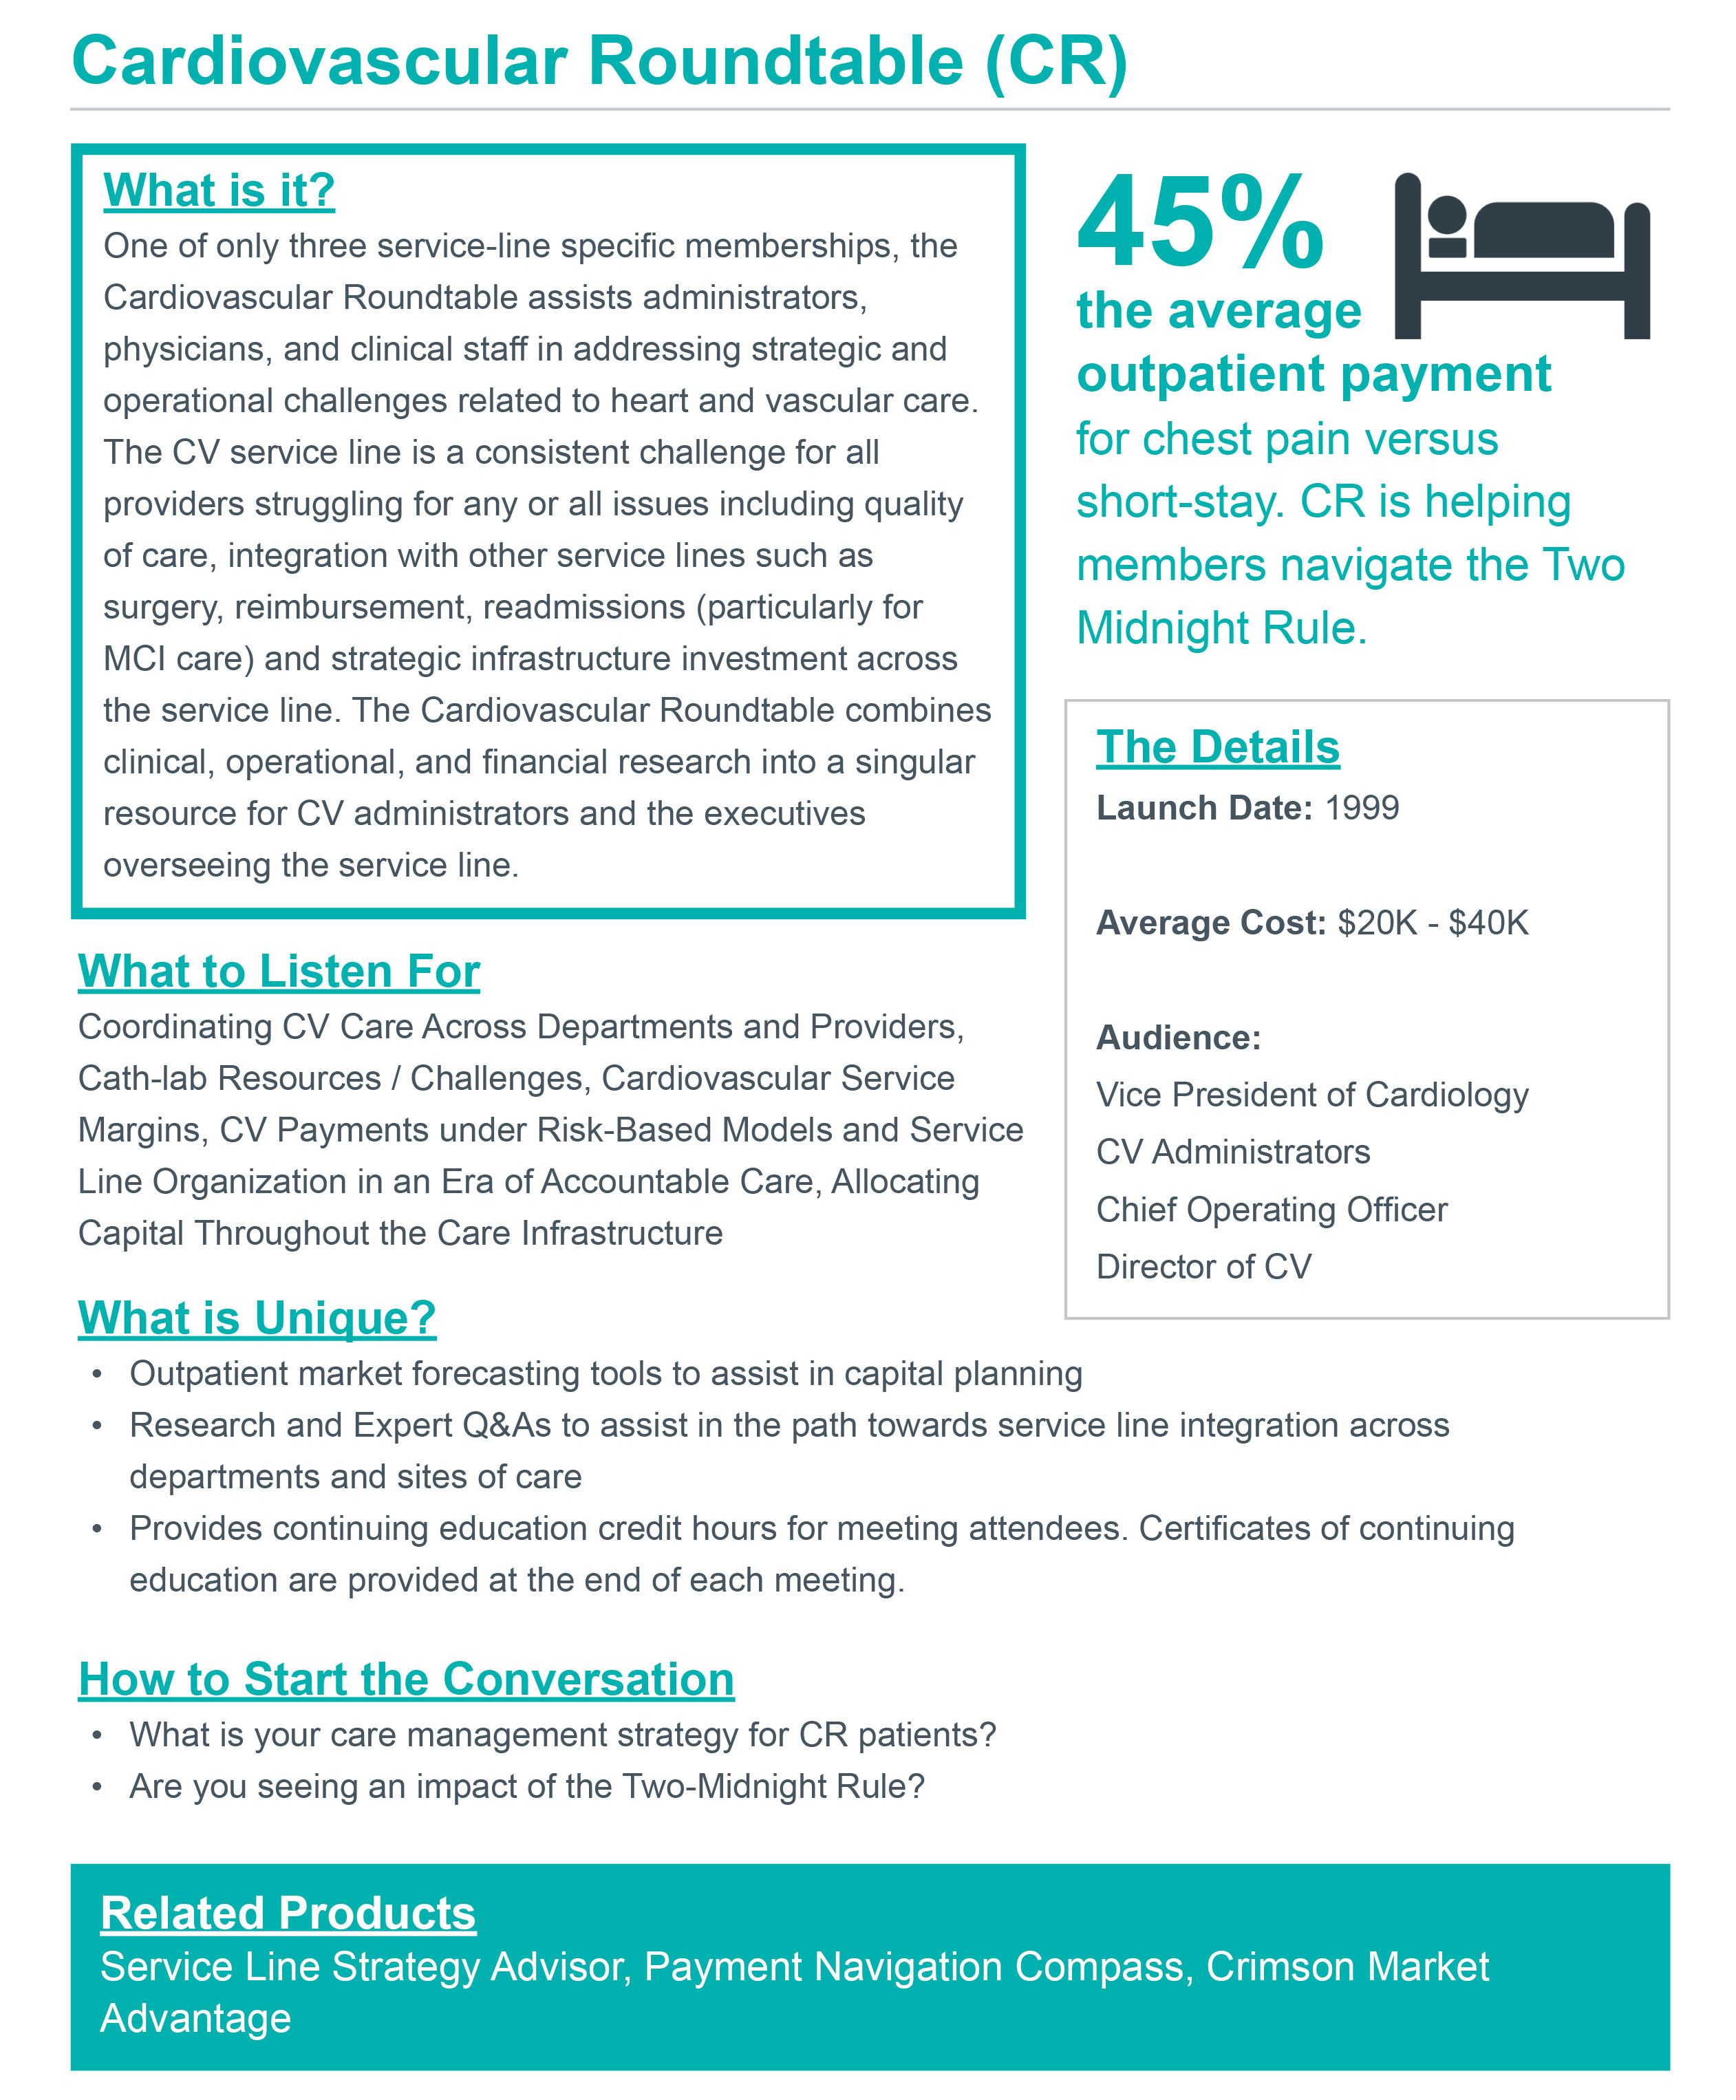 Cardiovascular Roundtable (CR)
What is it?
One of only three service-line specific memberships, the
Cardiovascular Roundtable assists administrators,
physicians, and clinical staff in addressing strategic and
operational challenges related to heart and vascular care.
The CV service line is a consistent challenge for all
providers struggling for any or all issues including quality
of care, integration with other service lines such as
surgery, reimbursement, readmissions (particularly for
MCI care) and strategic infrastructure investment across
the service line. The Cardiovascular Roundtable combines
clinical, operational, and financial research into a singular
resource for CV administrators and the executives
overseeing the service line.
45%
the average
outpatient payment
for chest pain versus
short-stay. CR is helping
members navigate the Two
Midnight Rule.
The Details
Launch Date: 1999
Average Cost: $20K - $40K
Audience:
Vice President of Cardiology
CV Administrators
Chief Operating Officer
Director of CV
What to Listen For
Coordinating CV Care Across Departments and Providers,
Cath-lab Resources / Challenges, Cardiovascular Service
Margins, CV Payments under Risk-Based Models and Service
Line Organization in an Era of Accountable Care, Allocating
Capital Throughout the Care Infrastructure
What is Unique?
• Outpatient market forecasting tools to assist in capital planning
• Research and Expert Q&As to assist in the path towards service line integration across
departments and sites of care
• Provides continuing education credit hours for meeting attendees. Certificates of continuing
education are provided at the end of each meeting.
How to Start the Conversation
• What is your care management strategy for CR patients?
• Are you seeing an impact of the Two-Midnight Rule?
Related Products
Service Line Strategy Advisor, Payment Navigation Compass, Crimson Market
Advantage